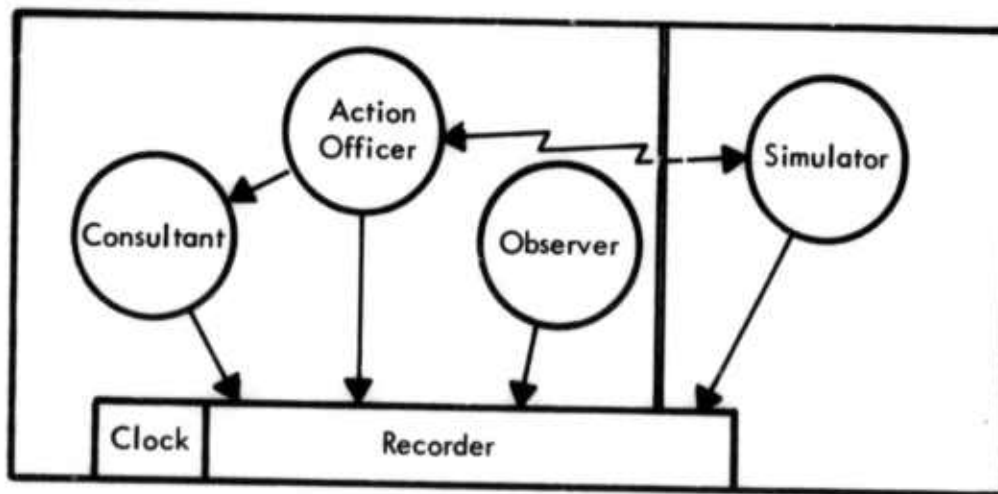 Action
Officer
Simulator
Consultant
Observer
Clock
Recorder